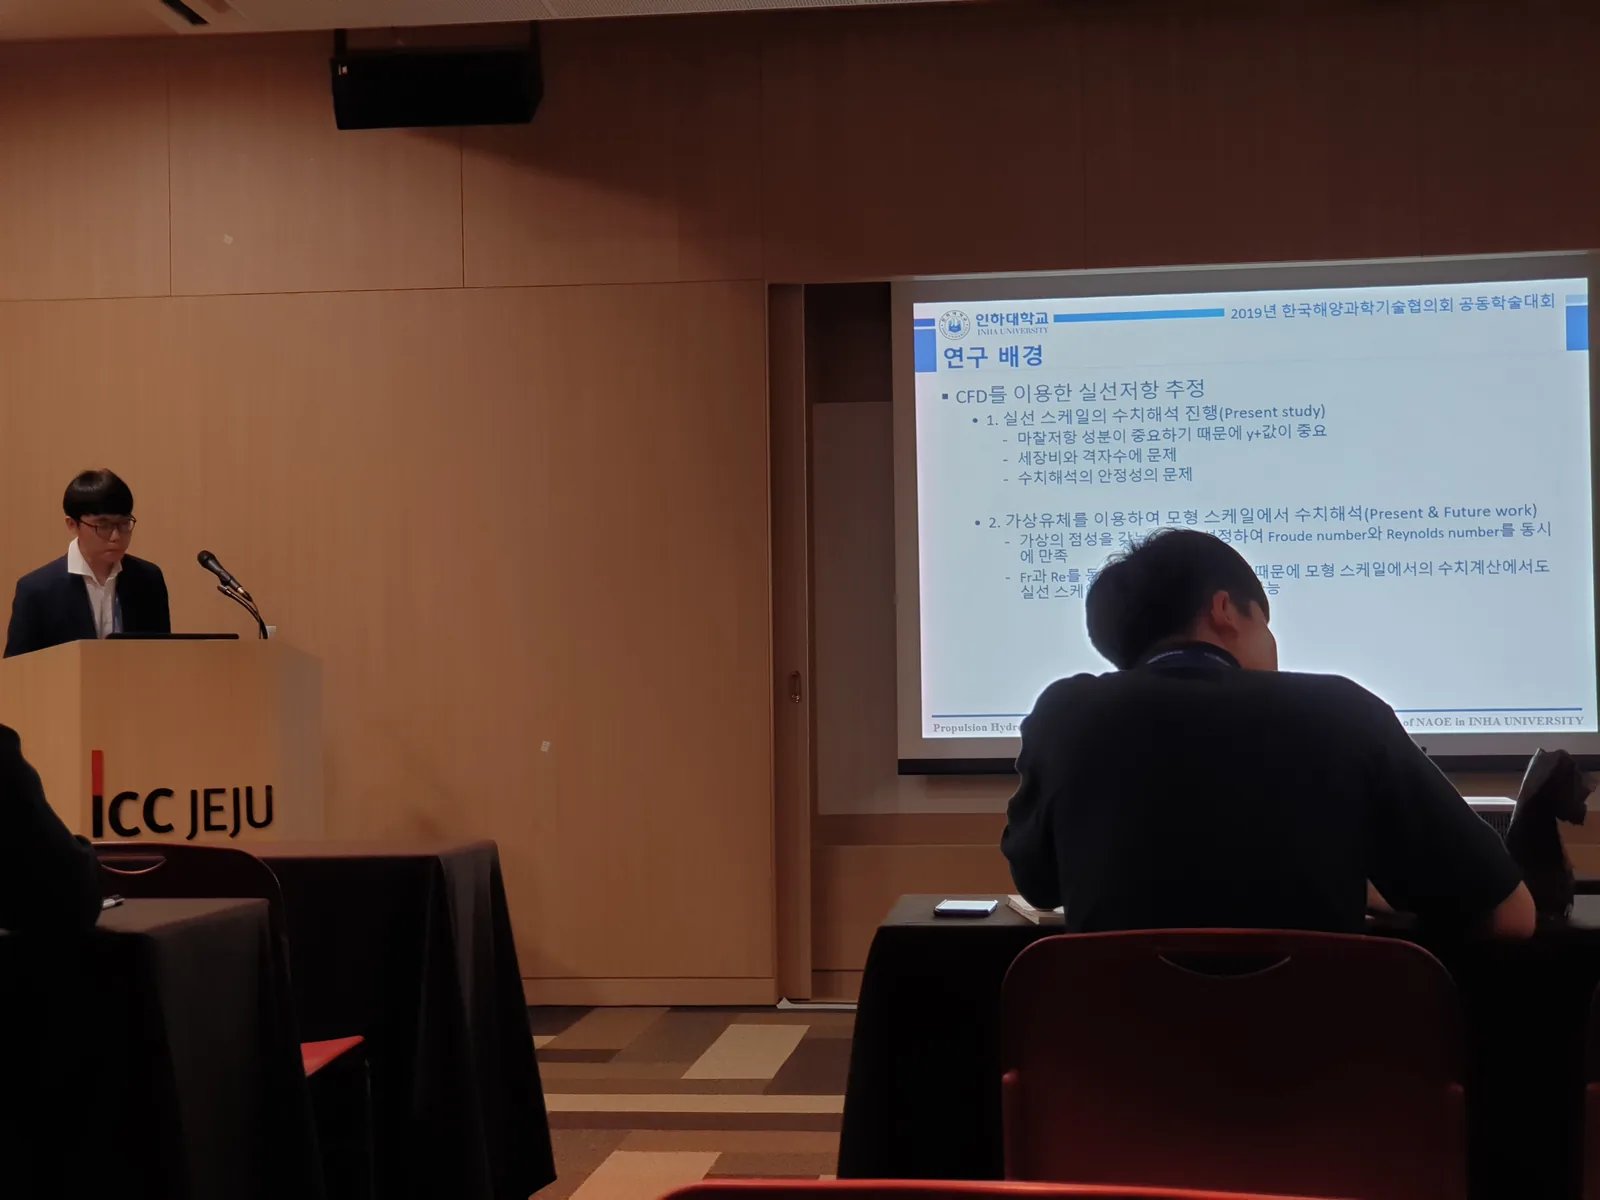 인하대학교
INHA UNIVERSITY
2019년 한국해양과학기술협의회 공동학술대회
연구 배경
▪ CFD를 이용한 실선저항 추정
• 1. 실선 스케일의 수치해석 진행(Present study)
- 마찰저항 성분이 중요하기 때문에 y+값이 중요
- 세장비와 격자수에 문제
- 수치해석의 안정성의 문제
• 2. 가상유체를 이용하여 모형 스케일에서 수치해석(Present & Future work)
- 가상의 점성을 갖는 하여 Froude number와 Reynolds number를 동시
에 만족
- Fr과 Re를 때문에 모형 스케일에서의 수치계산에서도
실선
Propulsion of NAOE in INHA UNIVERSITY
ICC JEJU